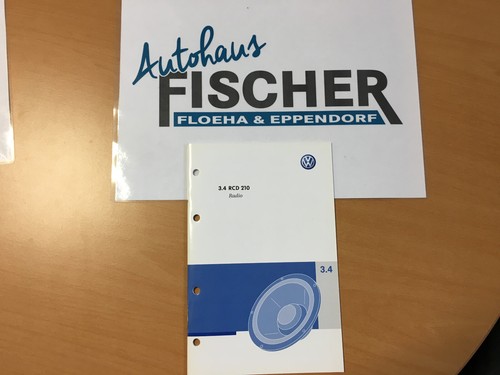 Autohaus
FISCHER
FLOEHA & EPPENDORF
3.4 RCD 210
Radio
3.4